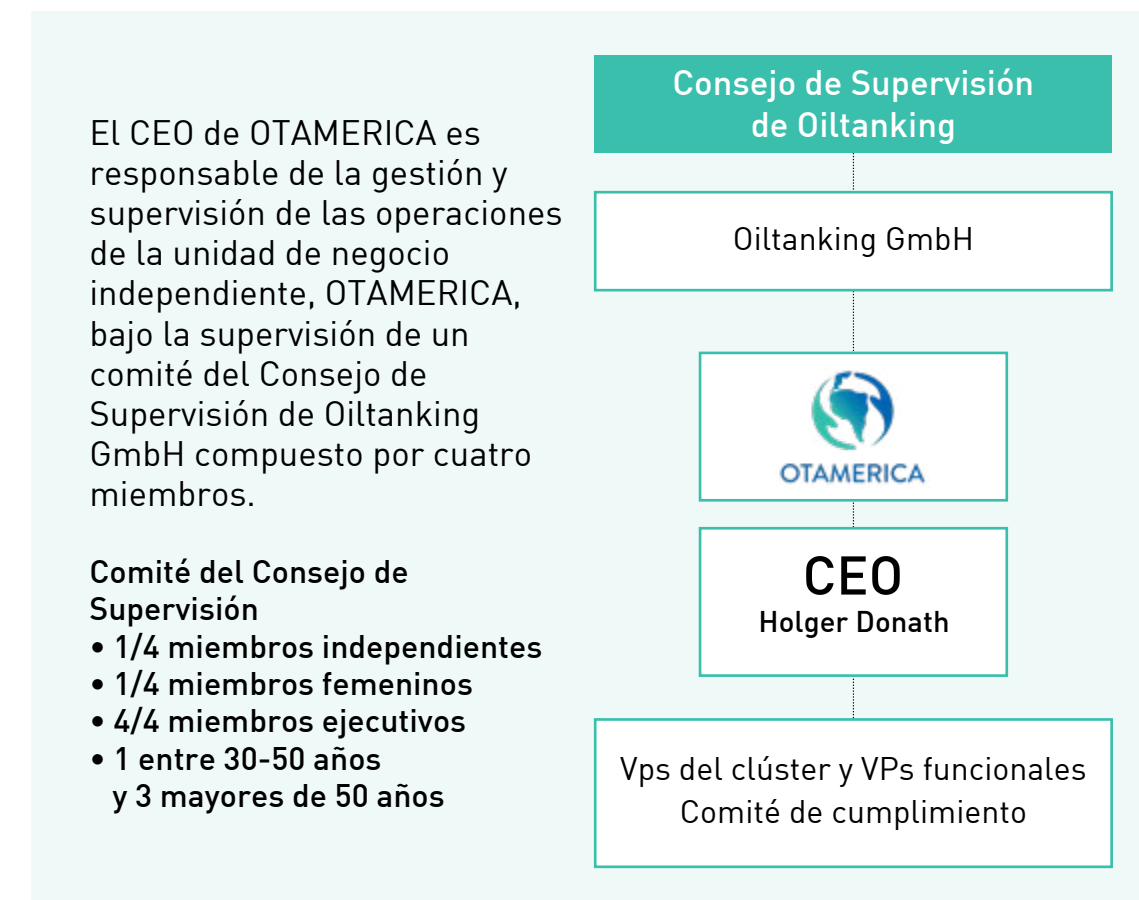 El CEO de OTAMERICA es
responsable de la gestión y
supervisión de las operaciones
de la unidad de negocio
independiente, OTAMERICA,
bajo la supervisión de un
comité del Consejo de
Supervisión de Oiltanking
GmbH compuesto por cuatro
miembros.
Comité del Consejo de
Supervisión
• 1/4 miembros independientes
• 1/4 miembros femeninos
• 4/4 miembros ejecutivos
• 1 entre 30-50 años
y 3 mayores de 50 años
Consejo de Supervisión
de Oiltanking
Oiltanking GmbH
OTAMERICA
CEO
Holger Donath
Vps del clúster y VPs funcionales
Comité de cumplimiento